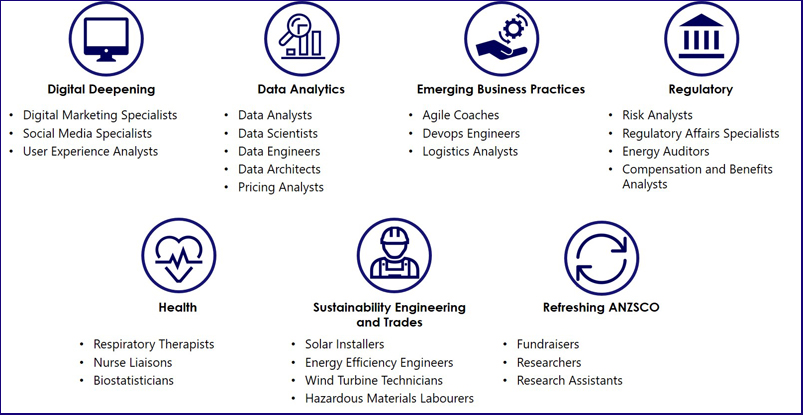 Digital Deepening
• Digital Marketing Specialists
• Social Media Specialists
• User Experience Analysts
Data Analytics
• Data Analysts
• Data Scientists
• Data Engineers
• Data Architects
• Pricing Analysts
Emerging Business Practices
• Agile Coaches
• Devops Engineers
• Logistics Analysts
Regulatory
• Risk Analysts
• Regulatory Affairs Specialists
• Energy Auditors
• Compensation and Benefits
Analysts
Health
• Respiratory Therapists
• Nurse Liaisons
• Biostatisticians
Sustainability Engineering
and Trades
• Solar Installers
• Energy Efficiency Engineers
• Wind Turbine Technicians
• Hazardous Materials Labourers
Refreshing ANZSCO
• Fundraisers
• Researchers
• Research Assistants